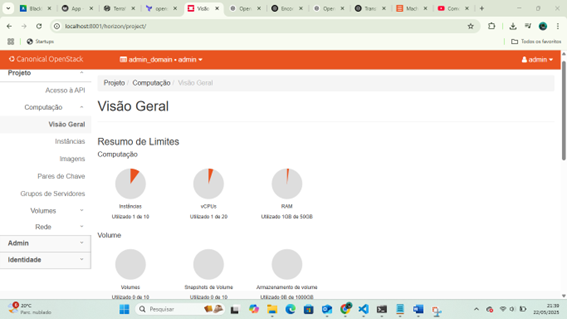 Block
App
Terra
open
Visão
Open
Insta
Open
Trans
Mach
Com
localhost:8001/horizon/project/
Startups
Todos os favoritos
Canonical OpenStack
admin_domain • admin
admin
Projeto
Acesso à API
Computação
Visão Geral
Instâncias
Imagens
Pares de Chave
Grupos de Servidores
Volumes
Rede
Admin
Identidade
Projeto / Computação / Visão Geral
Visão Geral
Resumo de Limites
Computação
Instâncias
Utilizado 1 de 10
vCPUs
Utilizado 1 de 20
RAM
Utilizado 1GB de 50GB
Volume
Volumes
Utilizado 0 de 10
Snapshots de Volume
Utilizado 0 de 10
Armazenamento de volume
Utilizado 0B de 1000GB
20°C
Parc. nublado
Pesquisar
21:39
22/05/2025